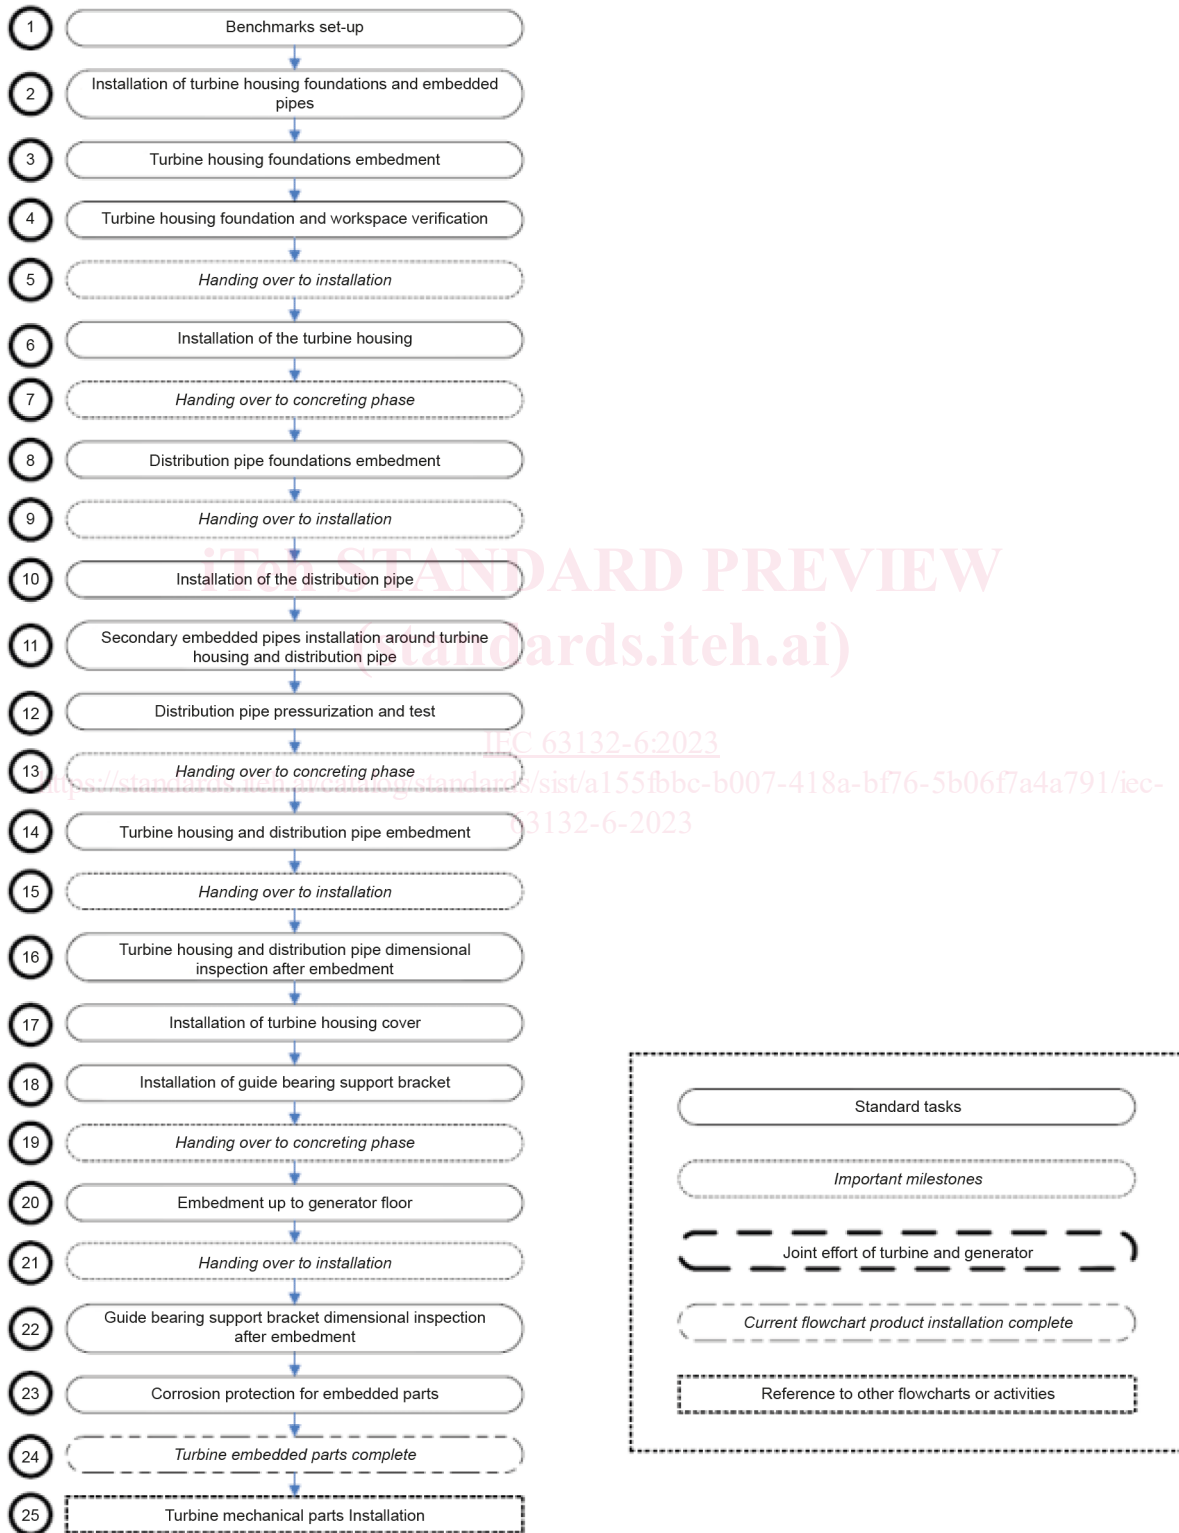 1
Benchmarks set-up
2
Installation of turbine housing foundations and embedded
pipes
3
Turbine housing foundations embedment
4
Turbine housing foundation and workspace verification
5
Handing over to installation
6
Installation of the turbine housing
7
Handing over to concreting phase
8
Distribution pipe foundations embedment
9
Handing over to installation
iTeh STANDARD PREVIEW
10
Installation of the distribution pipe
(standards.iteh.ai)
11
Secondary embedded pipes installation around turbine
housing and distribution pipe
12
Distribution pipe pressurization and test
IEC 63132-6:2023
13
Handing over to concreting phase
https://standards.iteh.ai/catalog/standards/sist/a155fbbc-b007-418a-bf76-5b06f7a4a791/iec-
63132-6-2023
14
Turbine housing and distribution pipe embedment
15
Handing over to installation
16
Turbine housing and distribution pipe dimensional
inspection after embedment
17
Installation of turbine housing cover
18
Installation of guide bearing support bracket
19
Handing over to concreting phase
20
Embedment up to generator floor
21
Handing over to installation
22
Guide bearing support bracket dimensional inspection
after embedment
23
Corrosion protection for embedded parts
24
Turbine embedded parts complete
25
Turbine mechanical parts Installation
Standard tasks
Important milestones
Joint effort of turbine and generator
Current flowchart product installation complete
Reference to other flowcharts or activities